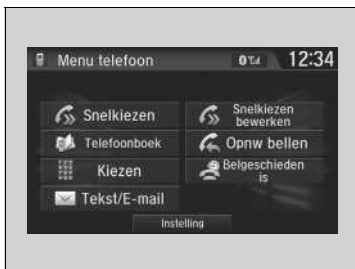 Menu telefoon
12:34
Snelkiezen
Snelkiezen
bewerken
Telefoonboek
Opnw bellen
Kiezen
Belgeschieden
is
Tekst/E-mail
Instelling